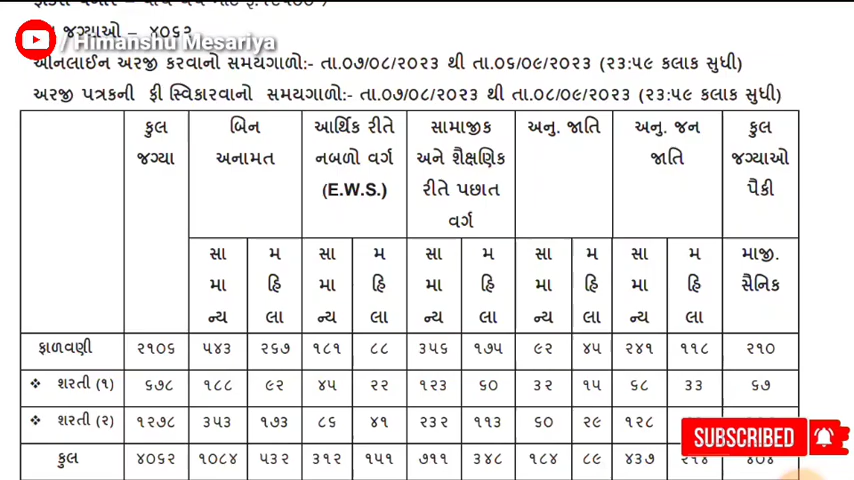 જગ્યાઓ – ૪૦૬૨
/ Himanshu Mesariya
ઓનલાઈન અરજી કરવાનો સમયગાળો:- તા.૦૭/૦૮/૨૦૨૩ થી તા.૦૬/૦૯/૨૦૨૩ (૨૩:૫૯ કલાક સુધી)
અરજી પત્રકની ફી સ્વિકારવાનો સમયગાળો:- તા.૦૭/૦૮/૨૦૨૩ થી તા.૦૮/૦૯/૨૦૨૩ (૨૩:૫૯ કલાક સુધી)
કુલ જગ્યા બિન અનામત આર્થિક રીતે નબળો વર્ગ (E.W.S.) સામાજીક અને શૈક્ષણિક રીતે પછાત વર્ગ અનુ. જાતિ અનુ. જન જાતિ કુલ જગ્યાઓ પૈકી
સામાન્ય મહિલા સામાન્ય મહિલા સામાન્ય મહિલા સામાન્ય મહિલા સામાન્ય મહિલા માજી. સૈનિક
ફાળવણી ૨૧૦૬ ૫૪૩ ૨૬૭ ૧૮૧ ૮૮ ૩૫૬ ૧૭૫ ૯૨ ૪૫ ૨૪૧ ૧૧૮ ૨૧૦
❖ શરતી (૧) ૬૭૮ ૧૮૮ ૯૨ ૪૫ ૨૨ ૧૨૩ ૬૦ ૩૨ ૧૫ ૬૮ ૩૩ ૬૭
❖ શરતી (૨) ૧૨૭૮ ૩૫૩ ૧૭૩ ૮૬ ૪૧ ૨૩૨ ૧૧૩ ૬૦ ૨૯ ૧૨૮
SUBSCRIBED
કુલ ૪૦૬૨ ૧૦૮૪ ૫૩૨ ૩૧૨ ૧૫૧ ૭૧૧ ૩૪૮ ૧૮૪ ૮૯ ૪૩૭